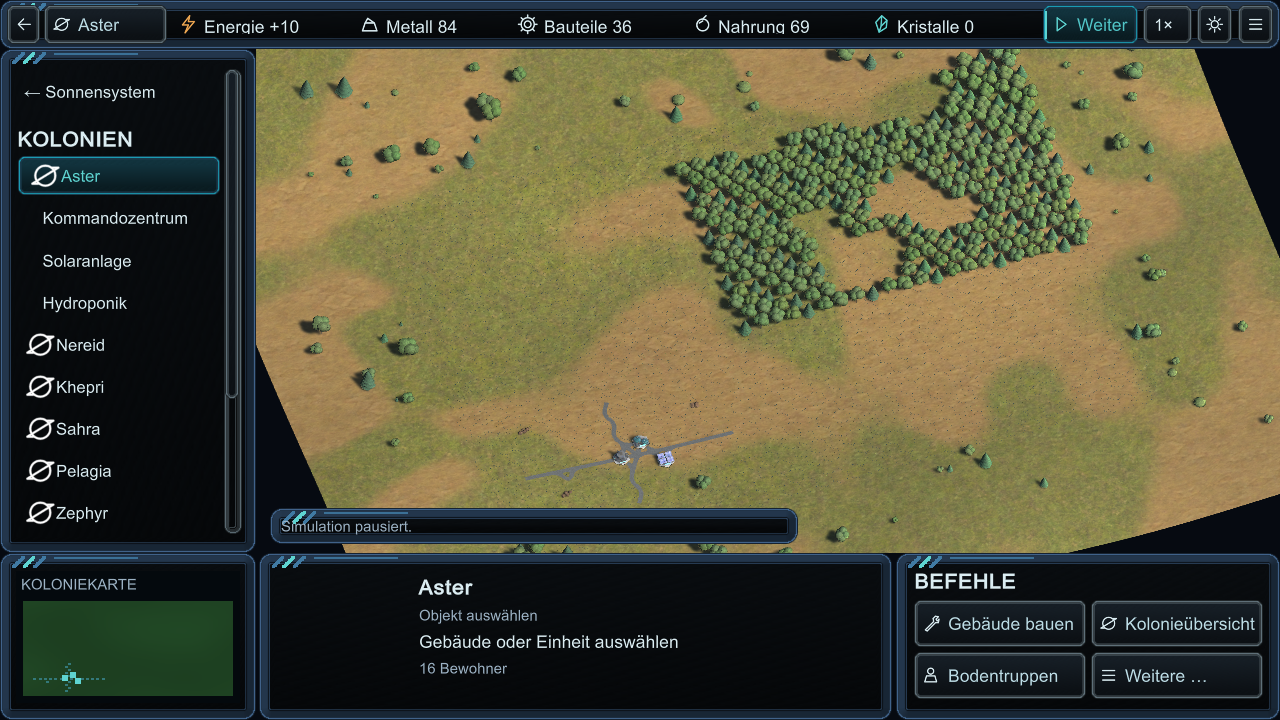 Aster
Energie +10
Metall 84
Bauteile 36
Nahrung 69
Kristalle 0
Weiter
1×
← Sonnensystem
KOLONIEN
Aster
Kommandozentrum
Solaranlage
Hydroponik
Nereid
Khepri
Sahra
Pelagia
Zephyr
Simulation pausiert.
KOLONIEKARTE
Aster
Objekt auswählen
Gebäude oder Einheit auswählen
16 Bewohner
BEFEHLE
Gebäude bauen
Kolonieübersicht
Bodentruppen
Weitere …